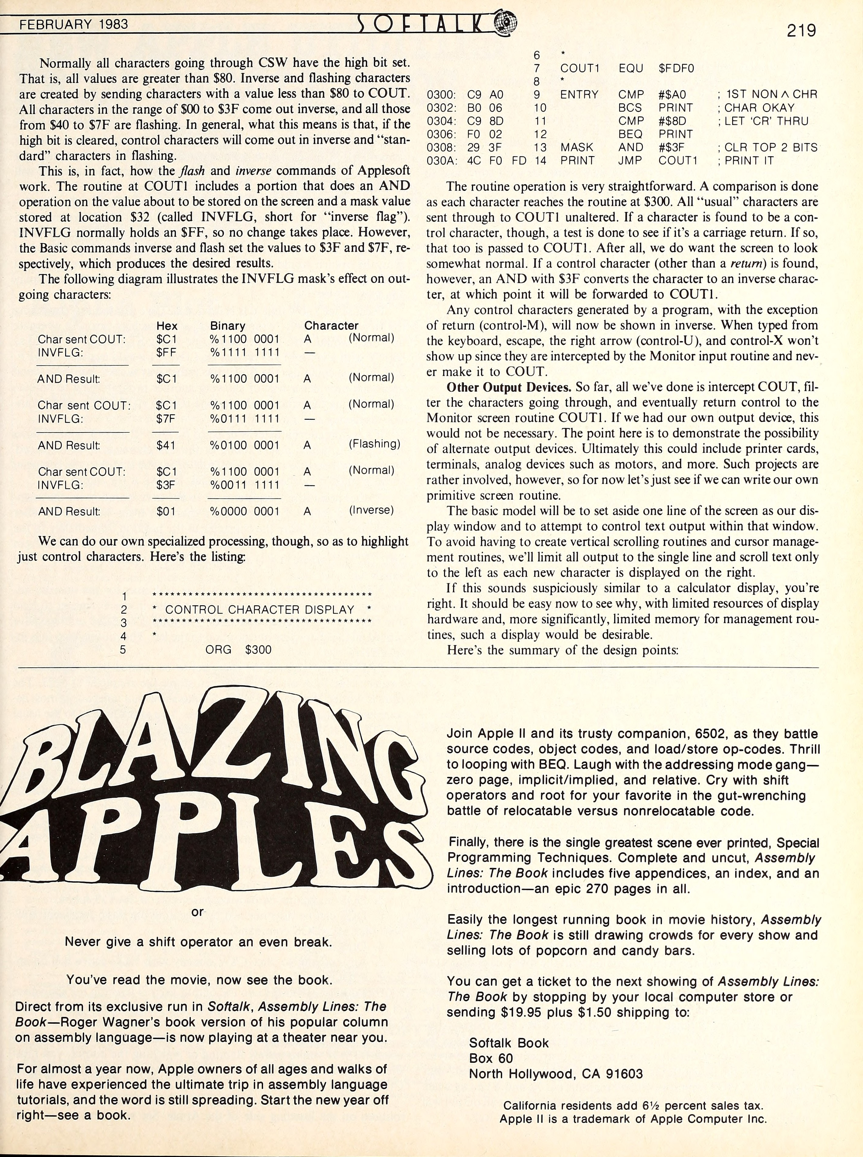 FEBRUARY 1983
SOFTALK
219
Normally all characters going through CSW have the high bit set.
That is, all values are greater than $80. Inverse and flashing characters
are created by sending characters with a value less than $80 to COUT.
All characters in the range of $00 to $3F come out inverse, and all those
from $40 to $7F are flashing. In general, what this means is that, if the
high bit is cleared, control characters will come out in inverse and "stan-
dard" characters in flashing.
This is, in fact, how the flash and inverse commands of Applesoft
work. The routine at COUT1 includes a portion that does an AND
operation on the value about to be stored on the screen and a mask value
stored at location $32 (called INVFLG, short for "inverse flag").
INVFLG normally holds an $FF, so no change takes place. However,
the Basic commands inverse and flash set the values to $3F and $7F, re-
spectively, which produces the desired results.
The following diagram illustrates the INVFLG mask's effect on out-
going characters:
Hex Binary Character
Char sent COUT: $C1 %1100 0001 A (Normal)
INVFLG: $FF %1111 1111 —
AND Result: $C1 %1100 0001 A (Normal)
Char sent COUT: $C1 %1100 0001 A (Normal)
INVFLG: $7F %0111 1111 —
AND Result: $41 %0100 0001 A (Flashing)
Char sent COUT: $C1 %1100 0001 A (Normal)
INVFLG: $3F %0011 1111 —
AND Result: $01 %0000 0001 A (Inverse)
We can do our own specialized processing, though, so as to highlight
just control characters. Here's the listing:
1 ************************************
2 * CONTROL CHARACTER DISPLAY *
3 ************************************
4 *
5 ORG $300
6 *
7 COUT1 EQU $FDF0
8 *
0300: C9 A0 9 ENTRY CMP #$A0 ; 1ST NON ∧ CHR
0302: B0 06 10 BCS PRINT ; CHAR OKAY
0304: C9 8D 11 CMP #$8D ; LET 'CR' THRU
0306: F0 02 12 BEQ PRINT
0308: 29 3F 13 MASK AND #$3F ; CLR TOP 2 BITS
030A: 4C F0 FD 14 PRINT JMP COUT1 ; PRINT IT
The routine operation is very straightforward. A comparison is done
as each character reaches the routine at $300. All "usual" characters are
sent through to COUT1 unaltered. If a character is found to be a con-
trol character, though, a test is done to see if it's a carriage return. If so,
that too is passed to COUT1. After all, we do want the screen to look
somewhat normal. If a control character (other than a return) is found,
however, an AND with $3F converts the character to an inverse charac-
ter, at which point it will be forwarded to COUT1.
Any control characters generated by a program, with the exception
of return (control-M), will now be shown in inverse. When typed from
the keyboard, escape, the right arrow (control-U), and control-X won't
show up since they are intercepted by the Monitor input routine and nev-
er make it to COUT.
Other Output Devices. So far, all we've done is intercept COUT, fil-
ter the characters going through, and eventually return control to the
Monitor screen routine COUT1. If we had our own output device, this
would not be necessary. The point here is to demonstrate the possibility
of alternate output devices. Ultimately this could include printer cards,
terminals, analog devices such as motors, and more. Such projects are
rather involved, however, so for now let's just see if we can write our own
primitive screen routine.
The basic model will be to set aside one line of the screen as our dis-
play window and to attempt to control text output within that window.
To avoid having to create vertical scrolling routines and cursor manage-
ment routines, we'll limit all output to the single line and scroll text only
to the left as each new character is displayed on the right.
If this sounds suspiciously similar to a calculator display, you're
right. It should be easy now to see why, with limited resources of display
hardware and, more significantly, limited memory for management rou-
tines, such a display would be desirable.
Here's the summary of the design points:
BLAZING
APPLES
or
Never give a shift operator an even break.
You've read the movie, now see the book.
Direct from its exclusive run in Softalk, Assembly Lines: The
Book—Roger Wagner's book version of his popular column
on assembly language—is now playing at a theater near you.
For almost a year now, Apple owners of all ages and walks of
life have experienced the ultimate trip in assembly language
tutorials, and the word is still spreading. Start the new year off
right—see a book.
Join Apple II and its trusty companion, 6502, as they battle
source codes, object codes, and load/store op-codes. Thrill
to looping with BEQ. Laugh with the addressing mode gang—
zero page, implicit/implied, and relative. Cry with shift
operators and root for your favorite in the gut-wrenching
battle of relocatable versus nonrelocatable code.
Finally, there is the single greatest scene ever printed, Special
Programming Techniques. Complete and uncut, Assembly
Lines: The Book includes five appendices, an index, and an
introduction—an epic 270 pages in all.
Easily the longest running book in movie history, Assembly
Lines: The Book is still drawing crowds for every show and
selling lots of popcorn and candy bars.
You can get a ticket to the next showing of Assembly Lines:
The Book by stopping by your local computer store or
sending $19.95 plus $1.50 shipping to:
Softalk Book
Box 60
North Hollywood, CA 91603
California residents add 6½ percent sales tax.
Apple II is a trademark of Apple Computer Inc.